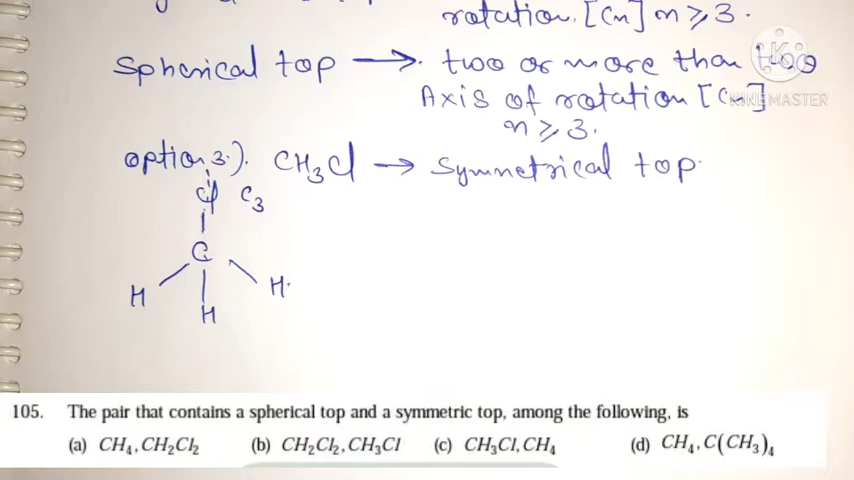 rotation. [Cn] n ≥ 3.
Spherical top → two or more than two
Axis of rotation [Cn]
n ≥ 3.
KINEMASTER
option 3.). CH3Cl → Symmetrical top.
Cl C3
C
H H
H
105. The pair that contains a spherical top and a symmetric top, among the following, is
(a) CH4, CH2Cl2 (b) CH2Cl2, CH3Cl (c) CH3Cl, CH4 (d) CH4, C(CH3)4